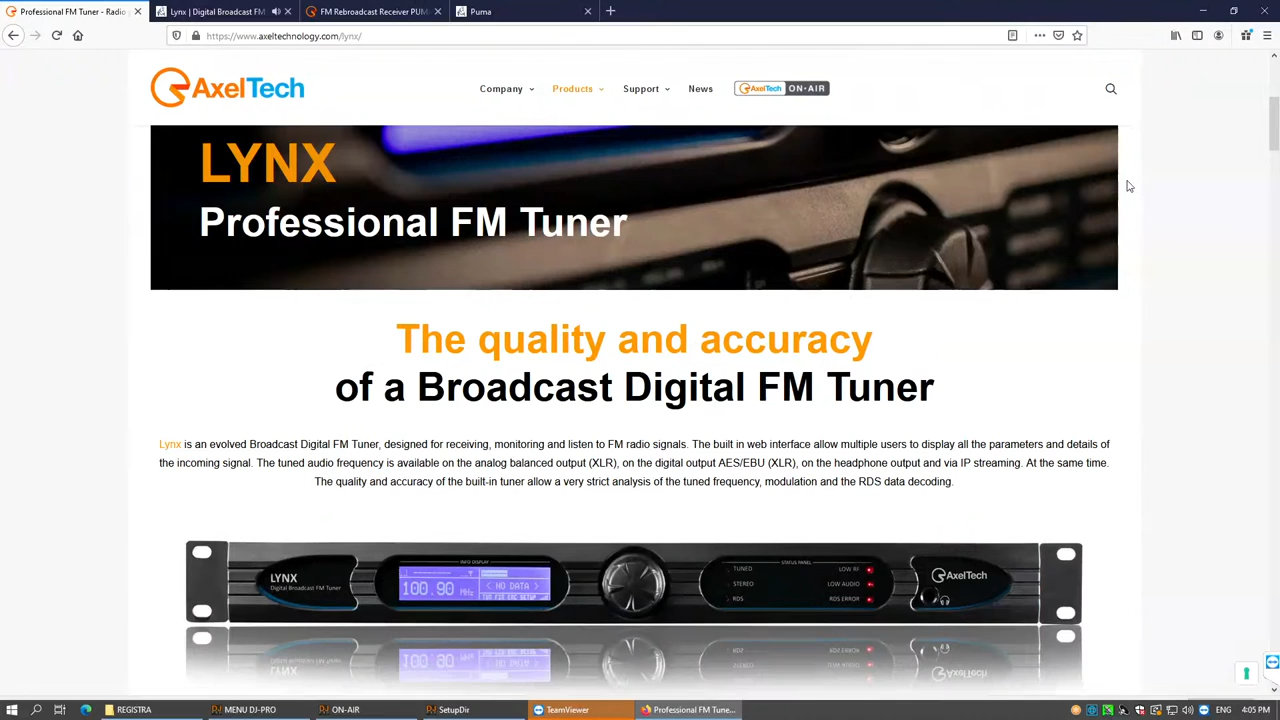 Professional FM Tuner - Radio
Lynx | Digital Broadcast FM
FM Rebroadcast Receiver PUM
Puma
https://www.axeltechnology.com/lynx/
AxelTech
Company
Products
Support
News
AxelTech ON-AIR
LYNX
Professional FM Tuner
The quality and accuracy
of a Broadcast Digital FM Tuner
Lynx is an evolved Broadcast Digital FM Tuner, designed for receiving, monitoring and listen to FM radio signals. The built in web interface allow multiple users to display all the parameters and details of
the incoming signal. The tuned audio frequency is available on the analog balanced output (XLR), on the digital output AES/EBU (XLR), on the headphone output and via IP streaming. At the same time.
The quality and accuracy of the built-in tuner allow a very strict analysis of the tuned frequency, modulation and the RDS data decoding.
LYNX
Digital Broadcast FM Tuner
INFO DISPLAY
100.90 MHz
< NO DATA >
STATUS PANEL
TUNED
LOW RF
STEREO
LOW AUDIO
RDS
RDS ERROR
AxelTech
REGISTRA
MENU DJ-PRO
ON-AIR
SetupDir
TeamViewer
Professional FM Tune...
ENG
4:05 PM